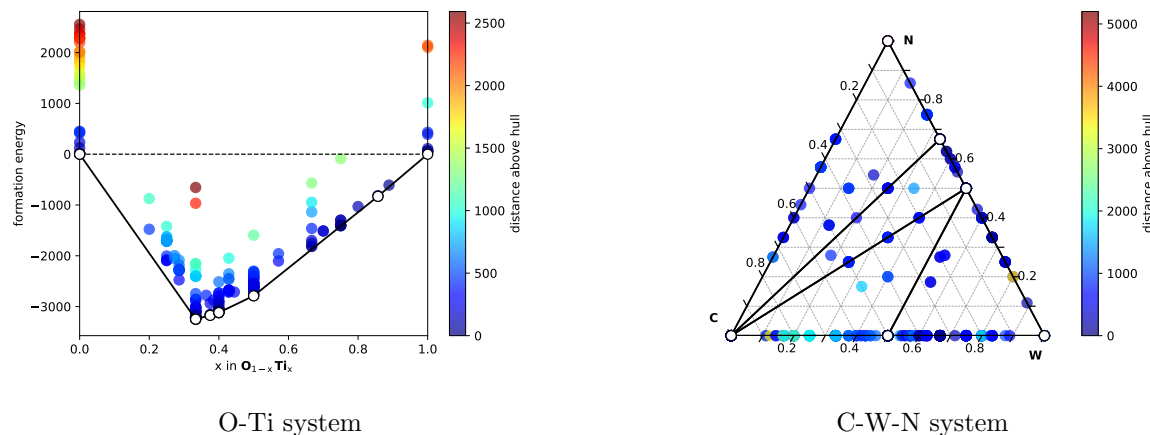 2000
1000
0
−1000
−2000
−3000
formation energy
0.0 0.2 0.4 0.6 0.8 1.0
x in O1−xTix
2500
2000
1500
1000
500
0
distance above hull
O-Ti system
N
C
W
0.2
0.4
0.6
0.8
0.8
0.6
0.4
0.2
0.2 0.4 0.6 0.8
5000
4000
3000
2000
1000
0
distance above hull
C-W-N system